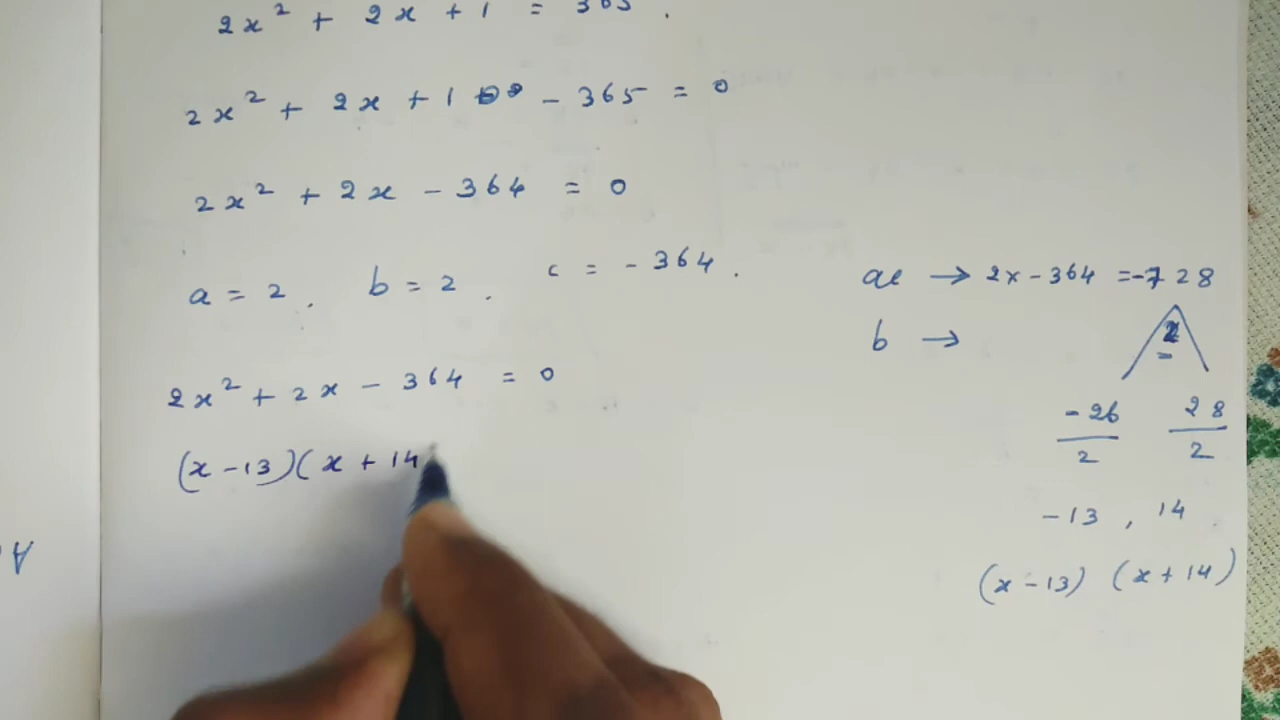 2x² + 2x + 1 = 365.
2x² + 2x + 1 - 365 = 0
2x² + 2x - 364 = 0
a = 2, b = 2, c = -364.
2x² + 2x - 364 = 0
(x - 13)(x + 14
ac → 2x - 364 = -728
b → 2
-26/2 28/2
-13, 14
(x - 13) (x + 14)
A